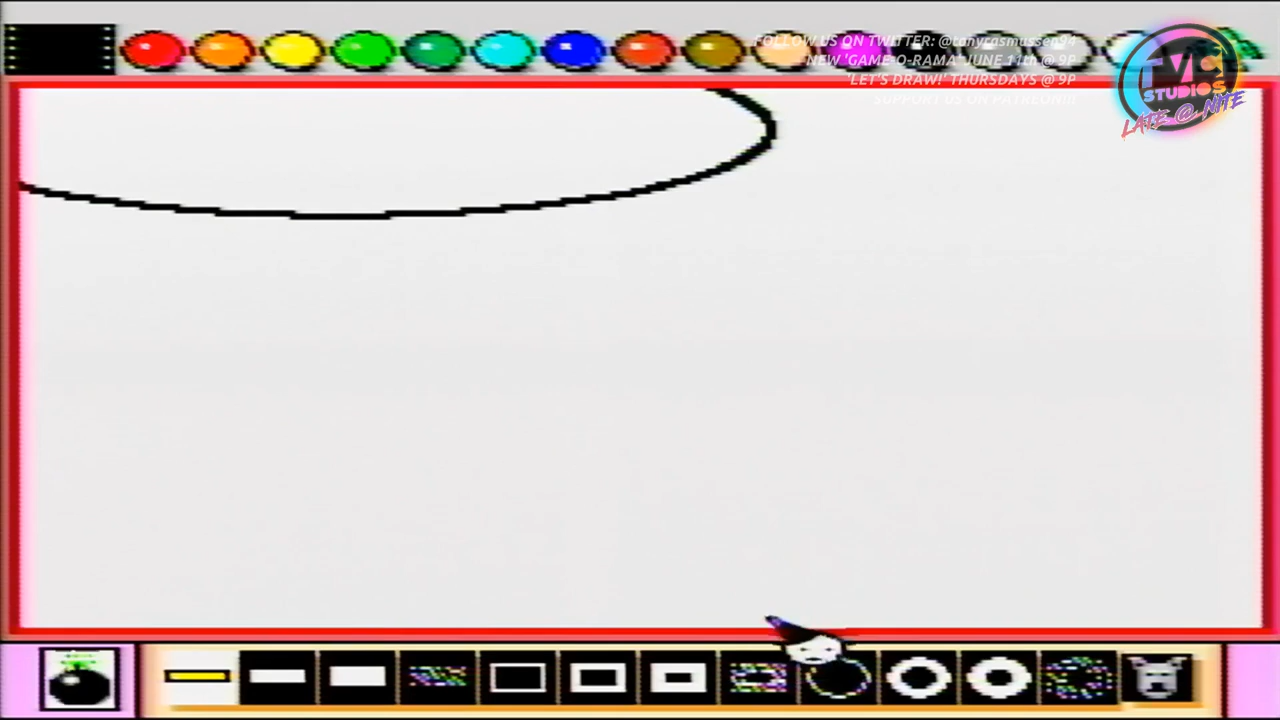 FOLLOW US ON TWITTER: @tonyrasmussen94
NEW 'GAME-O-RAMA' JUNE 11th @ 9P
'LET'S DRAW!' THURSDAYS @ 9P
SUPPORT US ON PATREON!!!
TVC
STUDIOS
LATE @ NITE